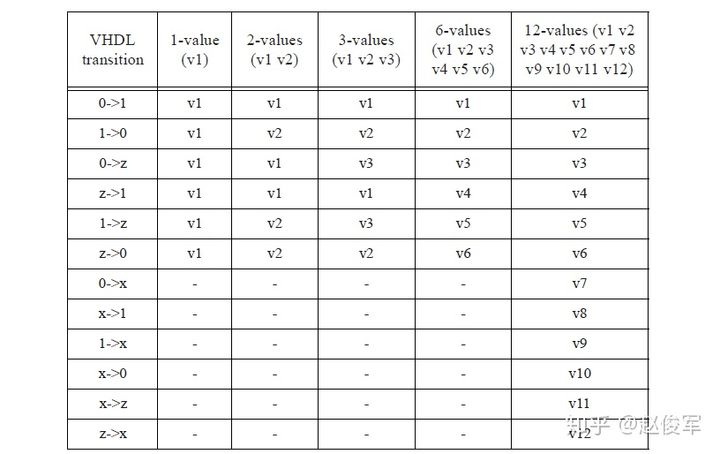 VHDL transition 1-value (v1) 2-values (v1 v2) 3-values (v1 v2 v3) 6-values (v1 v2 v3 v4 v5 v6) 12-values (v1 v2 v3 v4 v5 v6 v7 v8 v9 v10 v11 v12)
0->1 v1 v1 v1 v1 v1
1->0 v1 v2 v2 v2 v2
0->z v1 v1 v3 v3 v3
z->1 v1 v1 v1 v4 v4
1->z v1 v2 v3 v5 v5
z->0 v1 v2 v2 v6 v6
0->x - - - - v7
x->1 - - - - v8
1->x - - - - v9
x->0 - - - - v10
x->z - - - - v11
z->x - - - - v12
知乎 @赵俊军